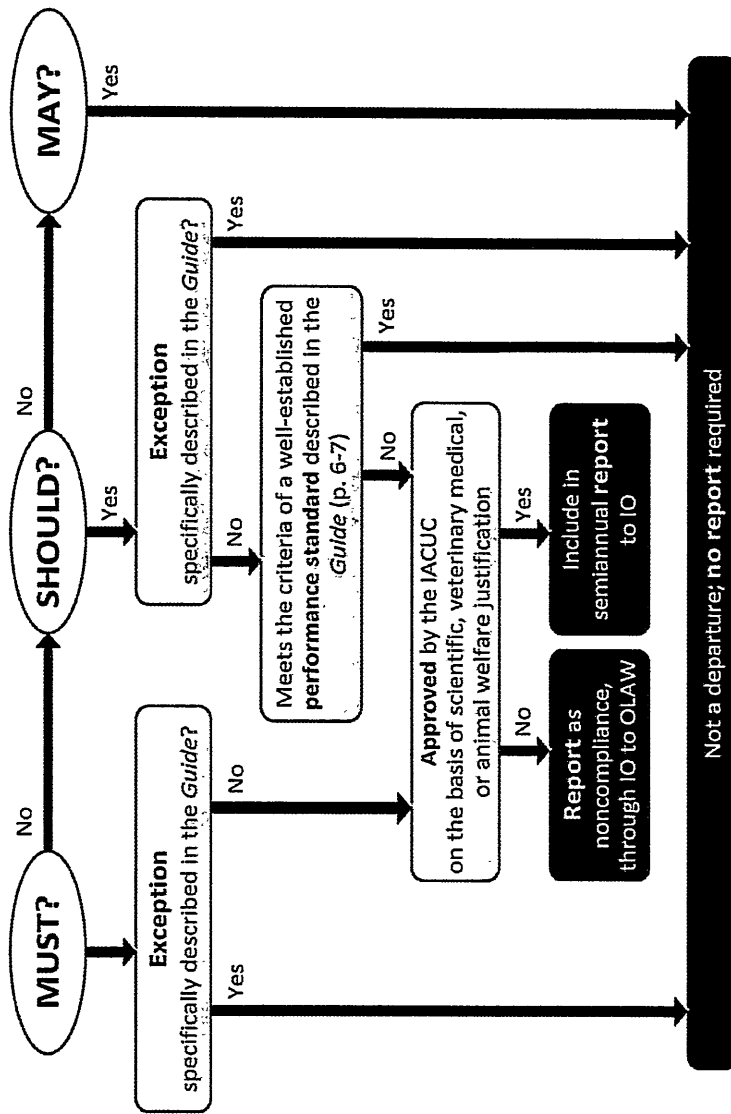 MUST?
No
SHOULD?
No
MAY?
Yes
Yes
Exception
specifically described in the Guide?
Exception
specifically described in the Guide?
Yes
No
No
Yes
Meets the criteria of a well-established
performance standard described in the
Guide (p. 6-7)
No
Yes
Approved by the IACUC
on the basis of scientific, veterinary medical,
or animal welfare justification
No
Yes
Report as
noncompliance,
through IO to OLAW
Include in
semiannual report
to IO
Not a departure; no report required